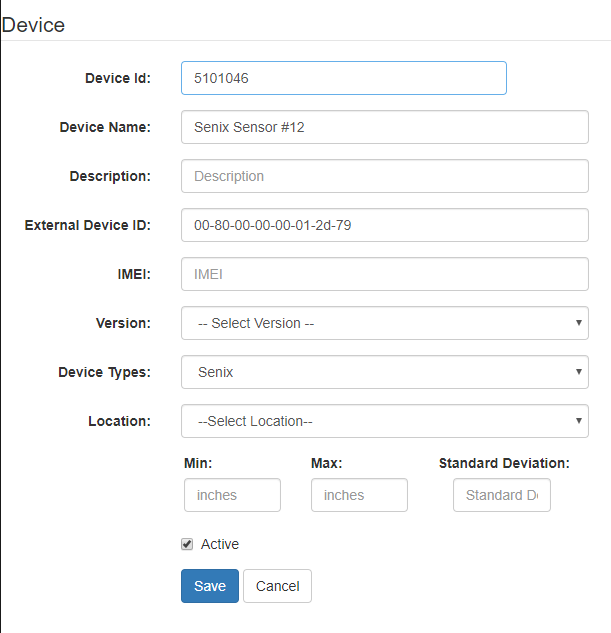 Device
Device Id: 5101046
Device Name: Senix Sensor #12
Description: Description
External Device ID: 00-80-00-00-00-01-2d-79
IMEI: IMEI
Version: -- Select Version --
Device Types: Senix
Location: --Select Location--
Min: Max: Standard Deviation:
inches inches Standard De
Active
Save Cancel